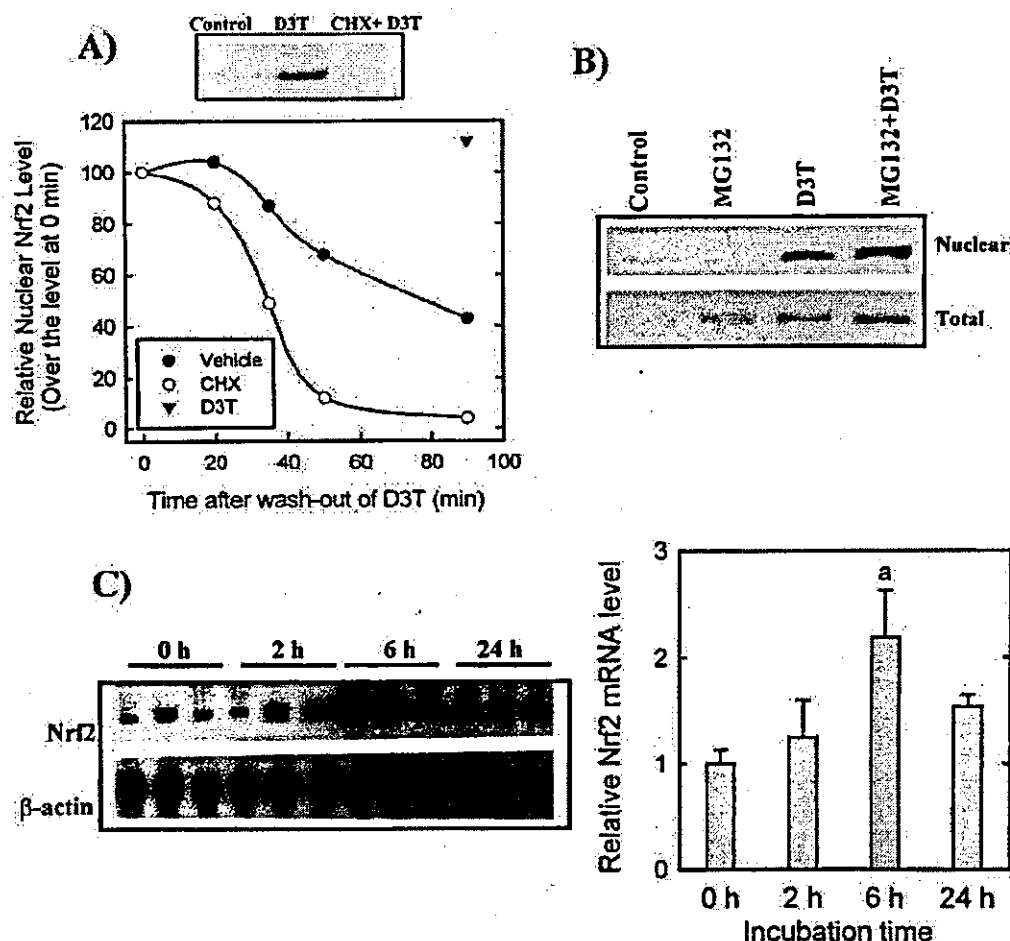 A)
Control D3T CHX+ D3T
Relative Nuclear Nrf2 Level
(Over the level at 0 min)
120
100
80
60
40
20
0
Vehicle
CHX
D3T
0 20 40 60 80 100
Time after wash-out of D3T (min)
B)
Control
MG132
D3T
MG132+D3T
Nuclear
Total
C)
0 h 2 h 6 h 24 h
Nrf2
β-actin
Relative Nrf2 mRNA level
3
2
1
0
a
0 h 2 h 6 h 24 h
Incubation time